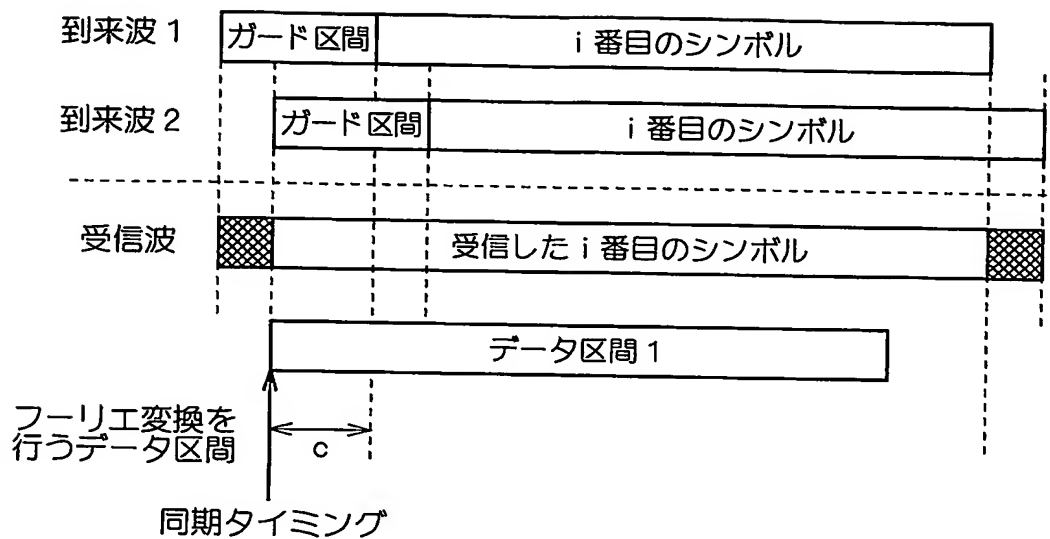 到来波1
ガード区間
i番目のシンボル
到来波2
ガード区間
i番目のシンボル
受信波
受信したi番目のシンボル
データ区間1
フーリエ変換を
行うデータ区間
c
同期タイミング